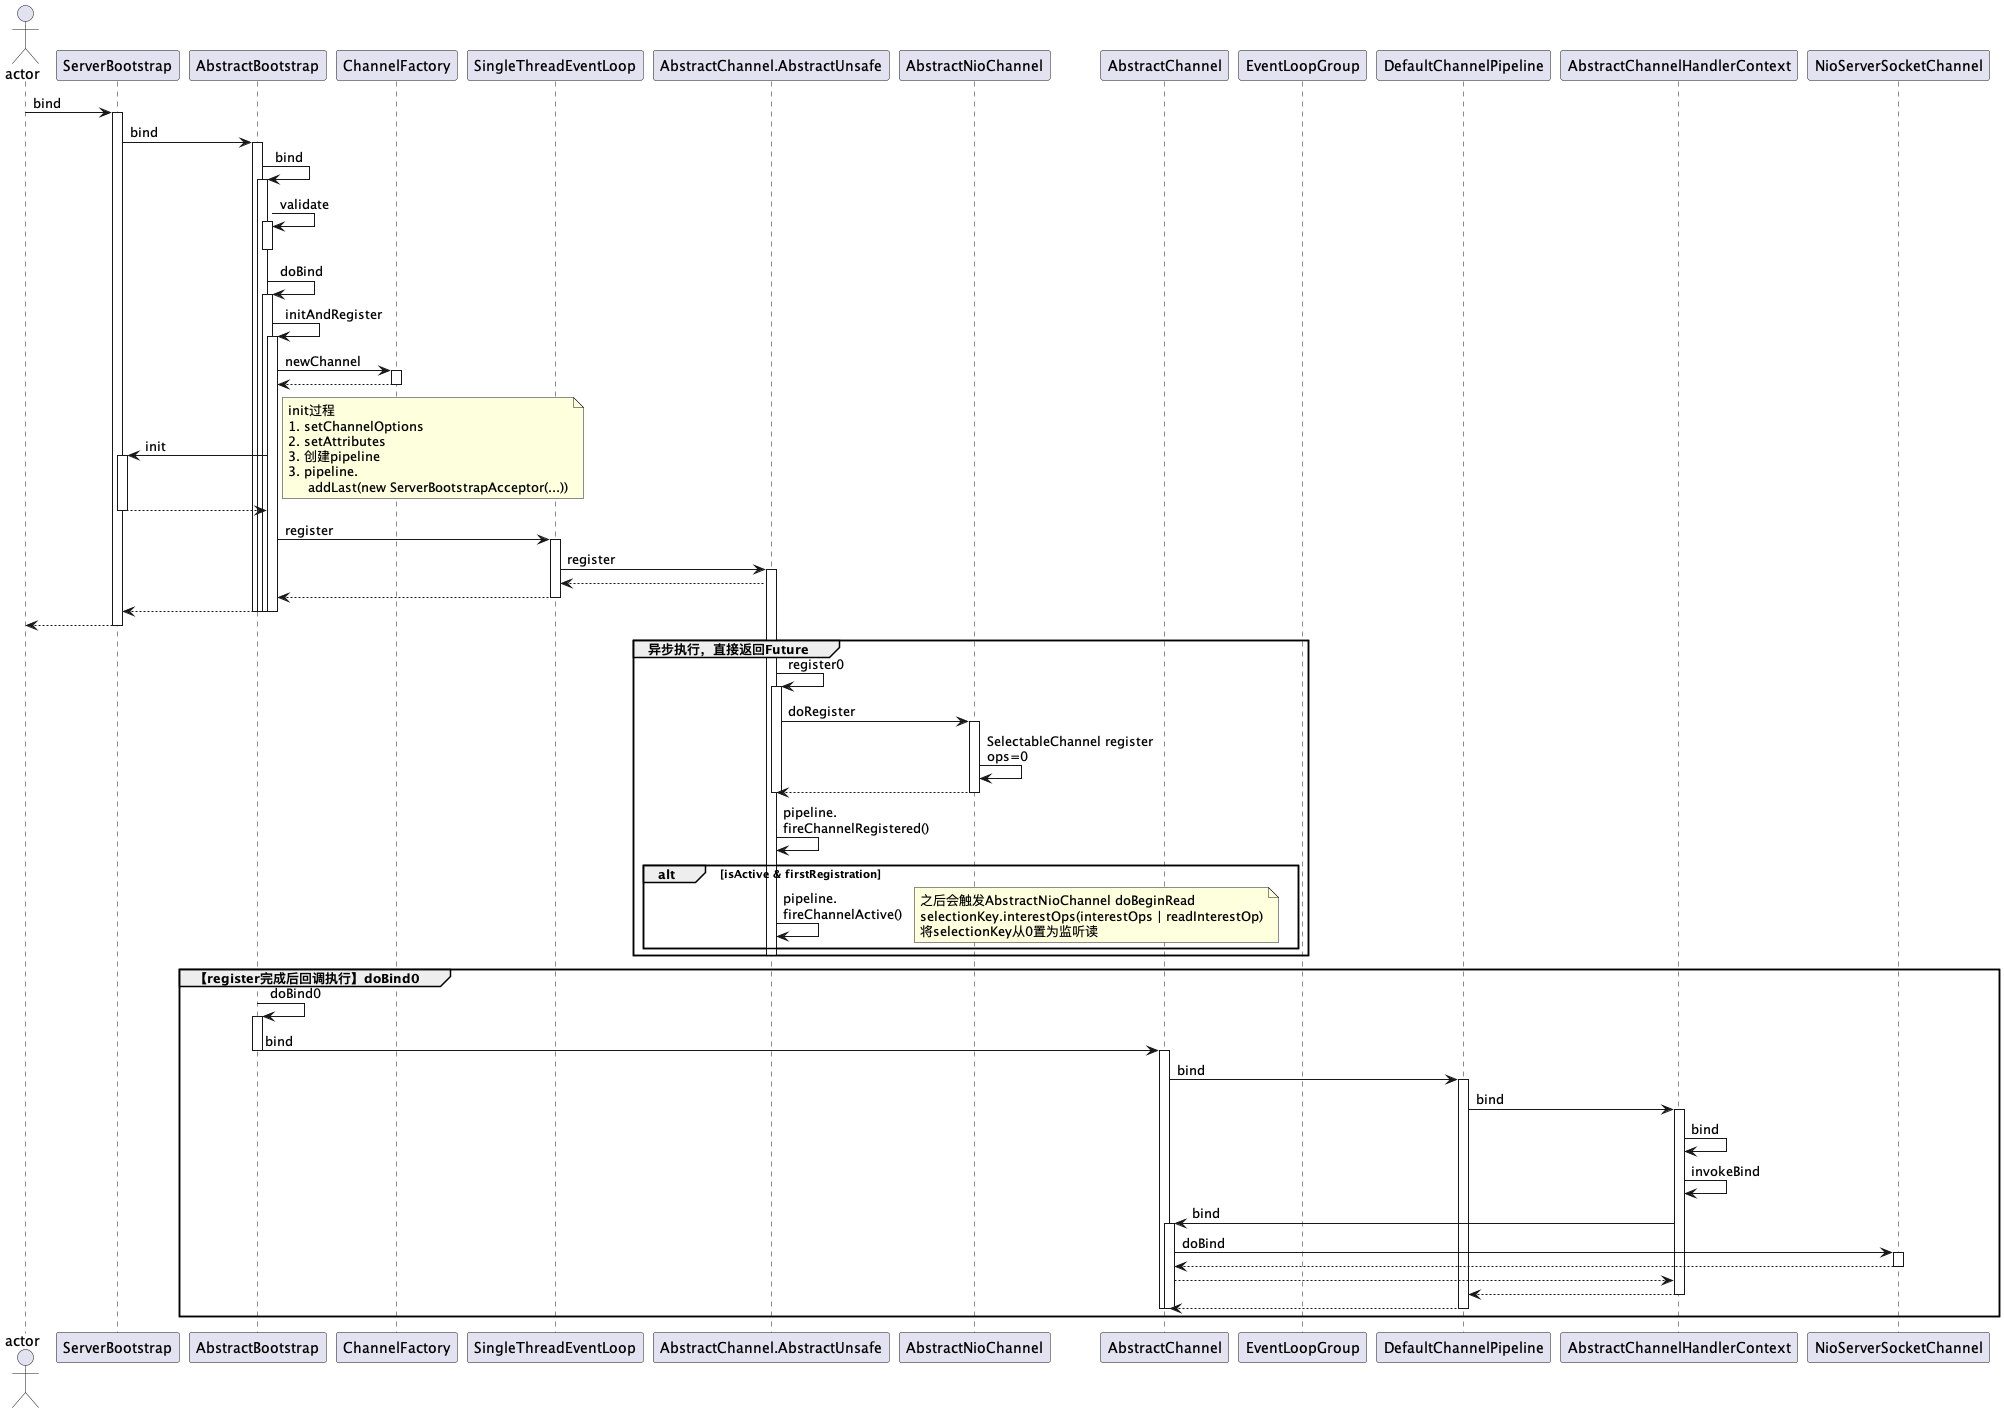 actor
ServerBootstrap
AbstractBootstrap
ChannelFactory
SingleThreadEventLoop
AbstractChannel.AbstractUnsafe
AbstractNioChannel
AbstractChannel
EventLoopGroup
DefaultChannelPipeline
AbstractChannelHandlerContext
NioServerSocketChannel
bind
bind
bind
validate
doBind
initAndRegister
newChannel
init过程
1. setChannelOptions
2. setAttributes
3. 创建pipeline
3. pipeline.
addLast(new ServerBootstrapAcceptor(...))
init
register
register
异步执行，直接返回Future
register0
doRegister
SelectableChannel register
ops=0
pipeline.
fireChannelRegistered()
alt
[isActive & firstRegistration]
pipeline.
fireChannelActive()
之后会触发AbstractNioChannel doBeginRead
selectionKey.interestOps(interestOps | readInterestOp)
将selectionKey从0置为监听读
【register完成后回调执行】doBind0
doBind0
bind
bind
bind
bind
invokeBind
bind
doBind
actor
ServerBootstrap
AbstractBootstrap
ChannelFactory
SingleThreadEventLoop
AbstractChannel.AbstractUnsafe
AbstractNioChannel
AbstractChannel
EventLoopGroup
DefaultChannelPipeline
AbstractChannelHandlerContext
NioServerSocketChannel